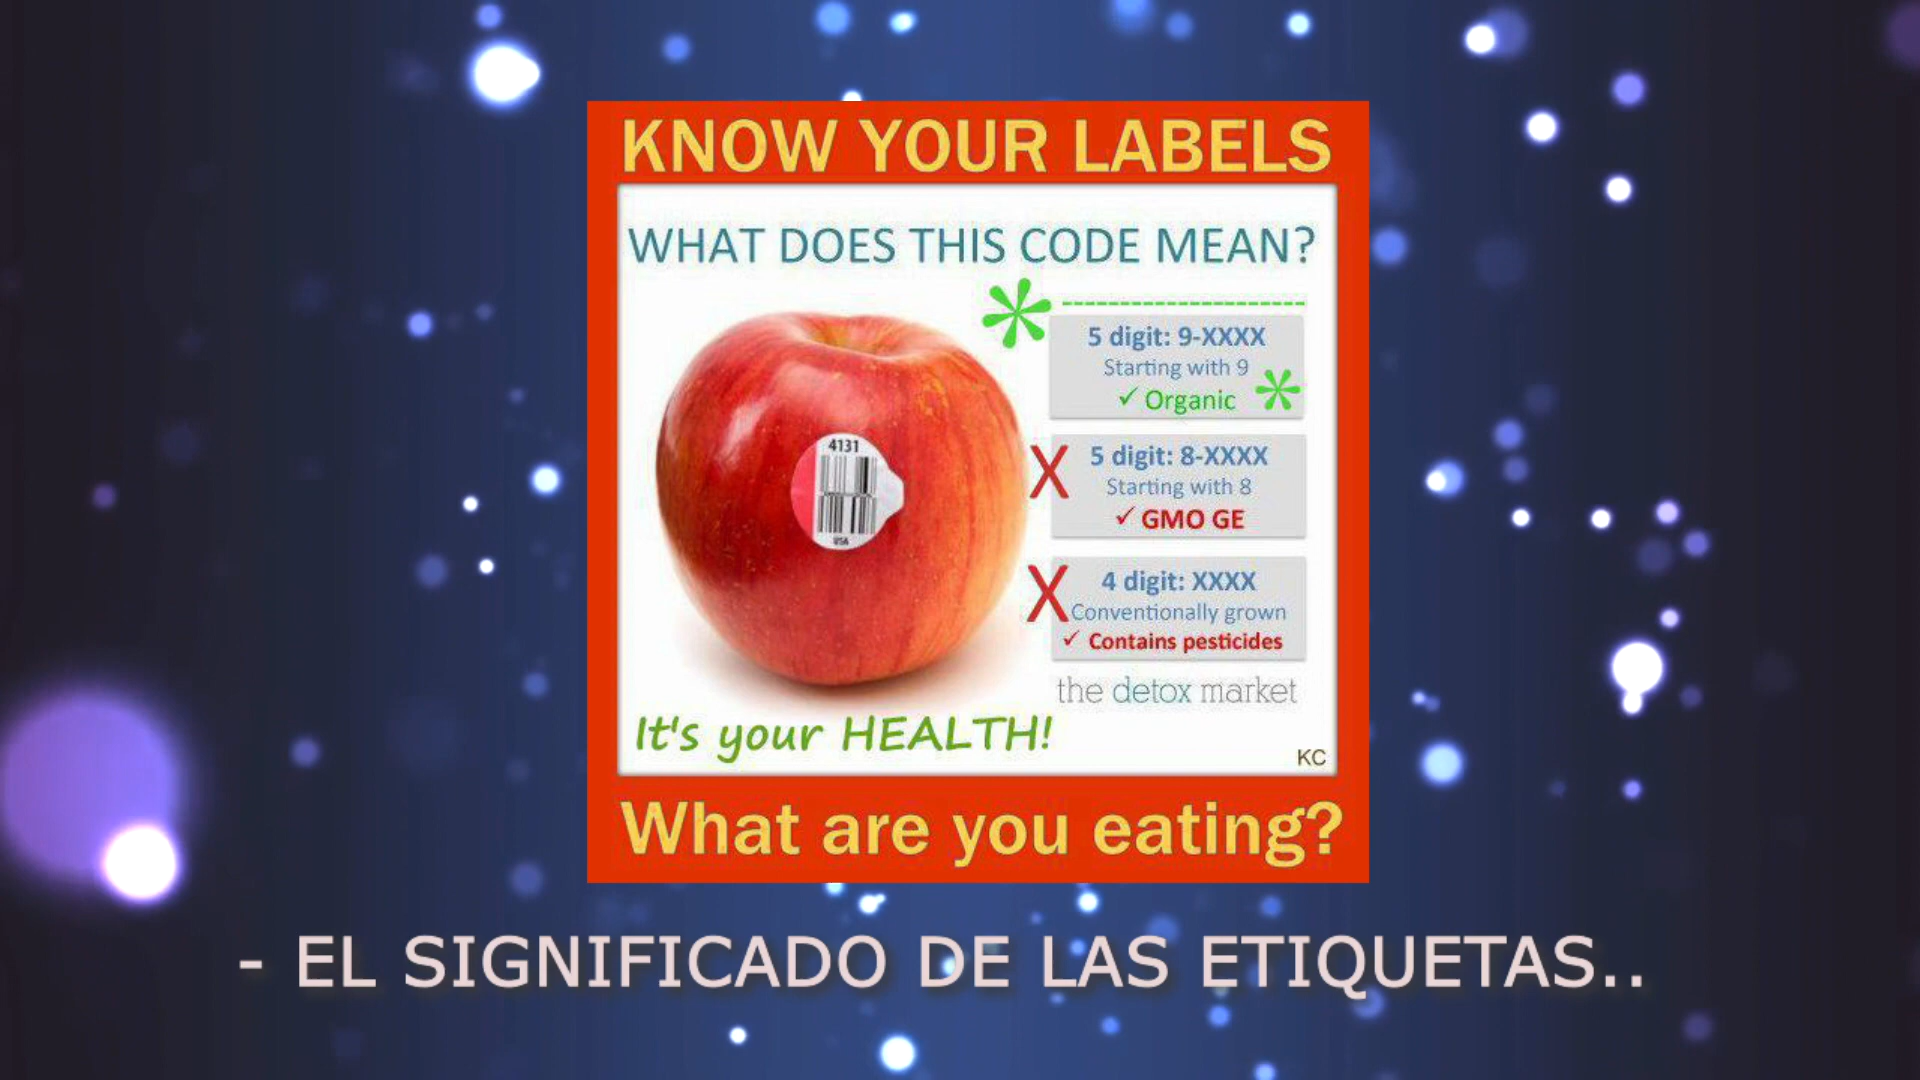 KNOW YOUR LABELS
WHAT DOES THIS CODE MEAN?
5 digit: 9-XXXX
Starting with 9
✓ Organic
4131
USA
X
5 digit: 8-XXXX
Starting with 8
✓ GMO GE
X
4 digit: XXXX
Conventionally grown
✓ Contains pesticides
the detox market
It's your HEALTH!
KC
What are you eating?
- EL SIGNIFICADO DE LAS ETIQUETAS..